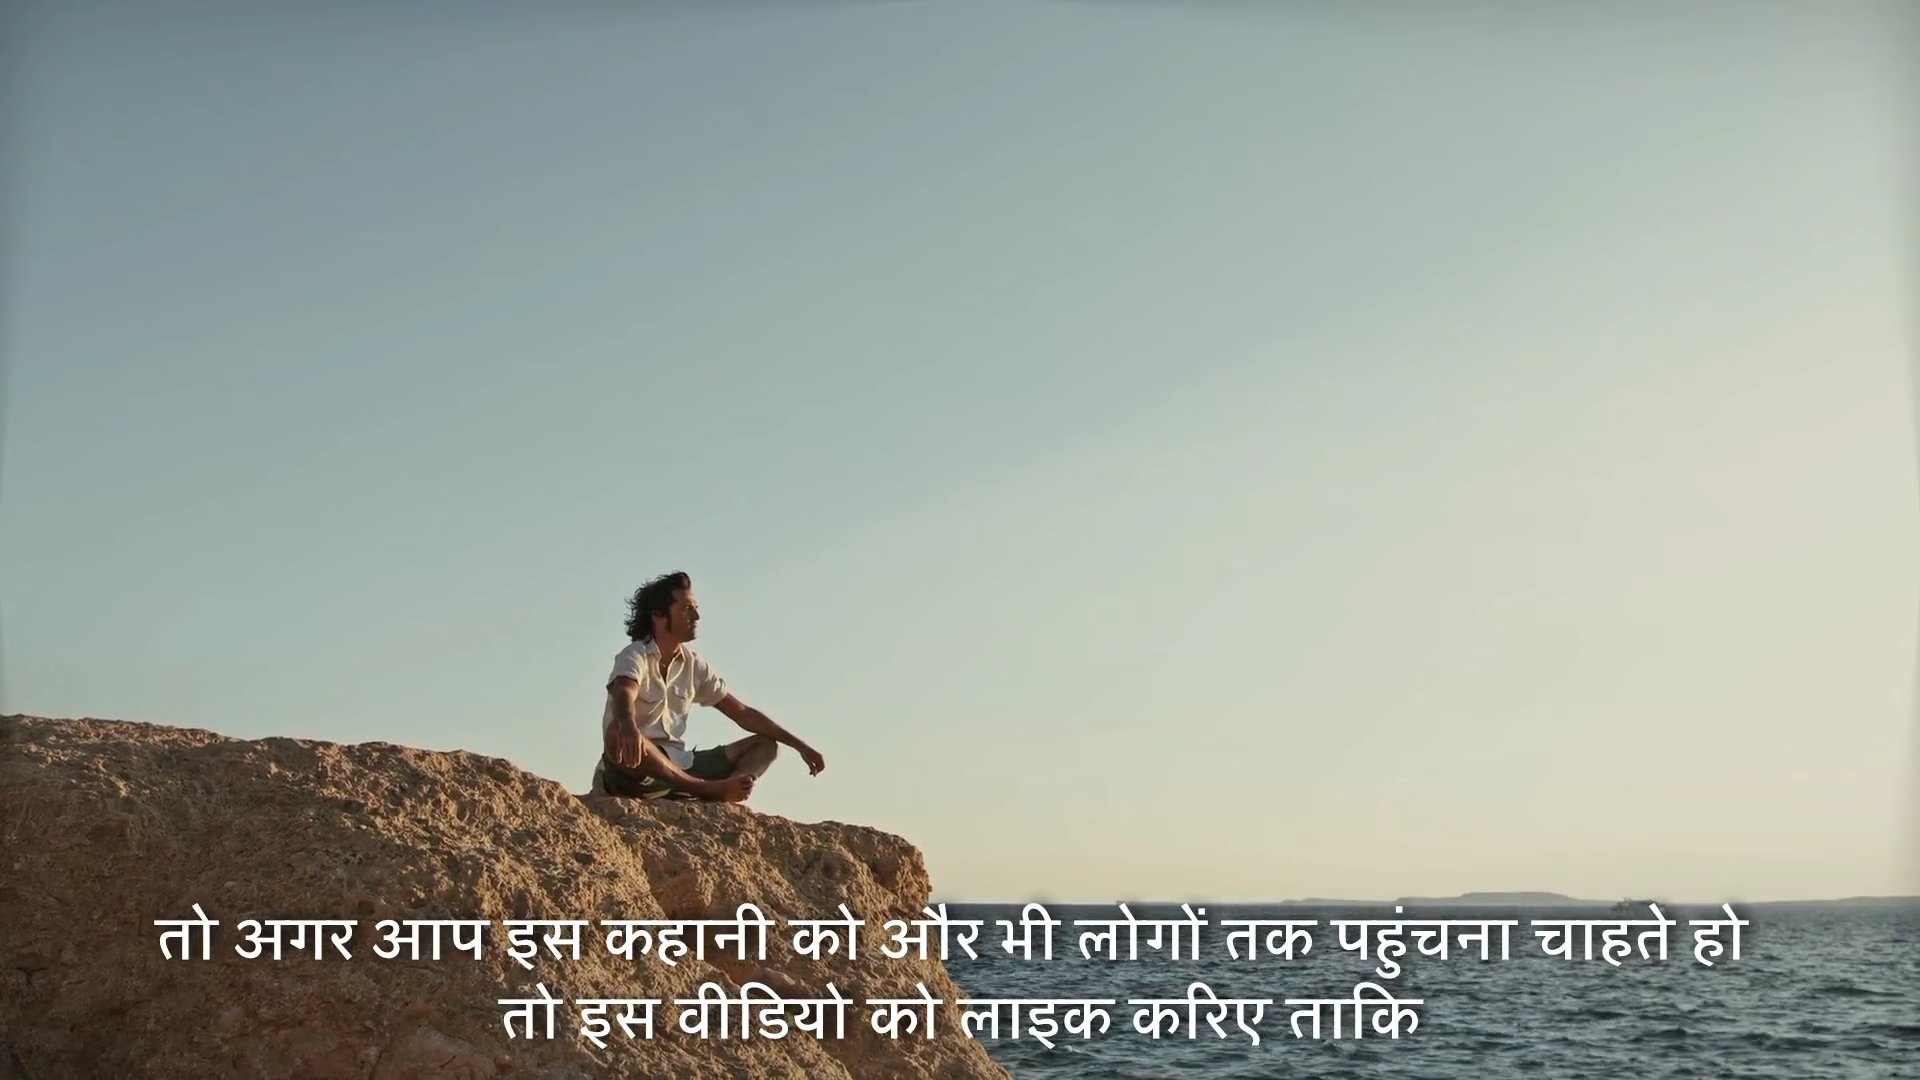 तो अगर आप इस कहानी को और भी लोगों तक पहुंचना चाहते हो
तो इस वीडियो को लाइक करिए ताकि